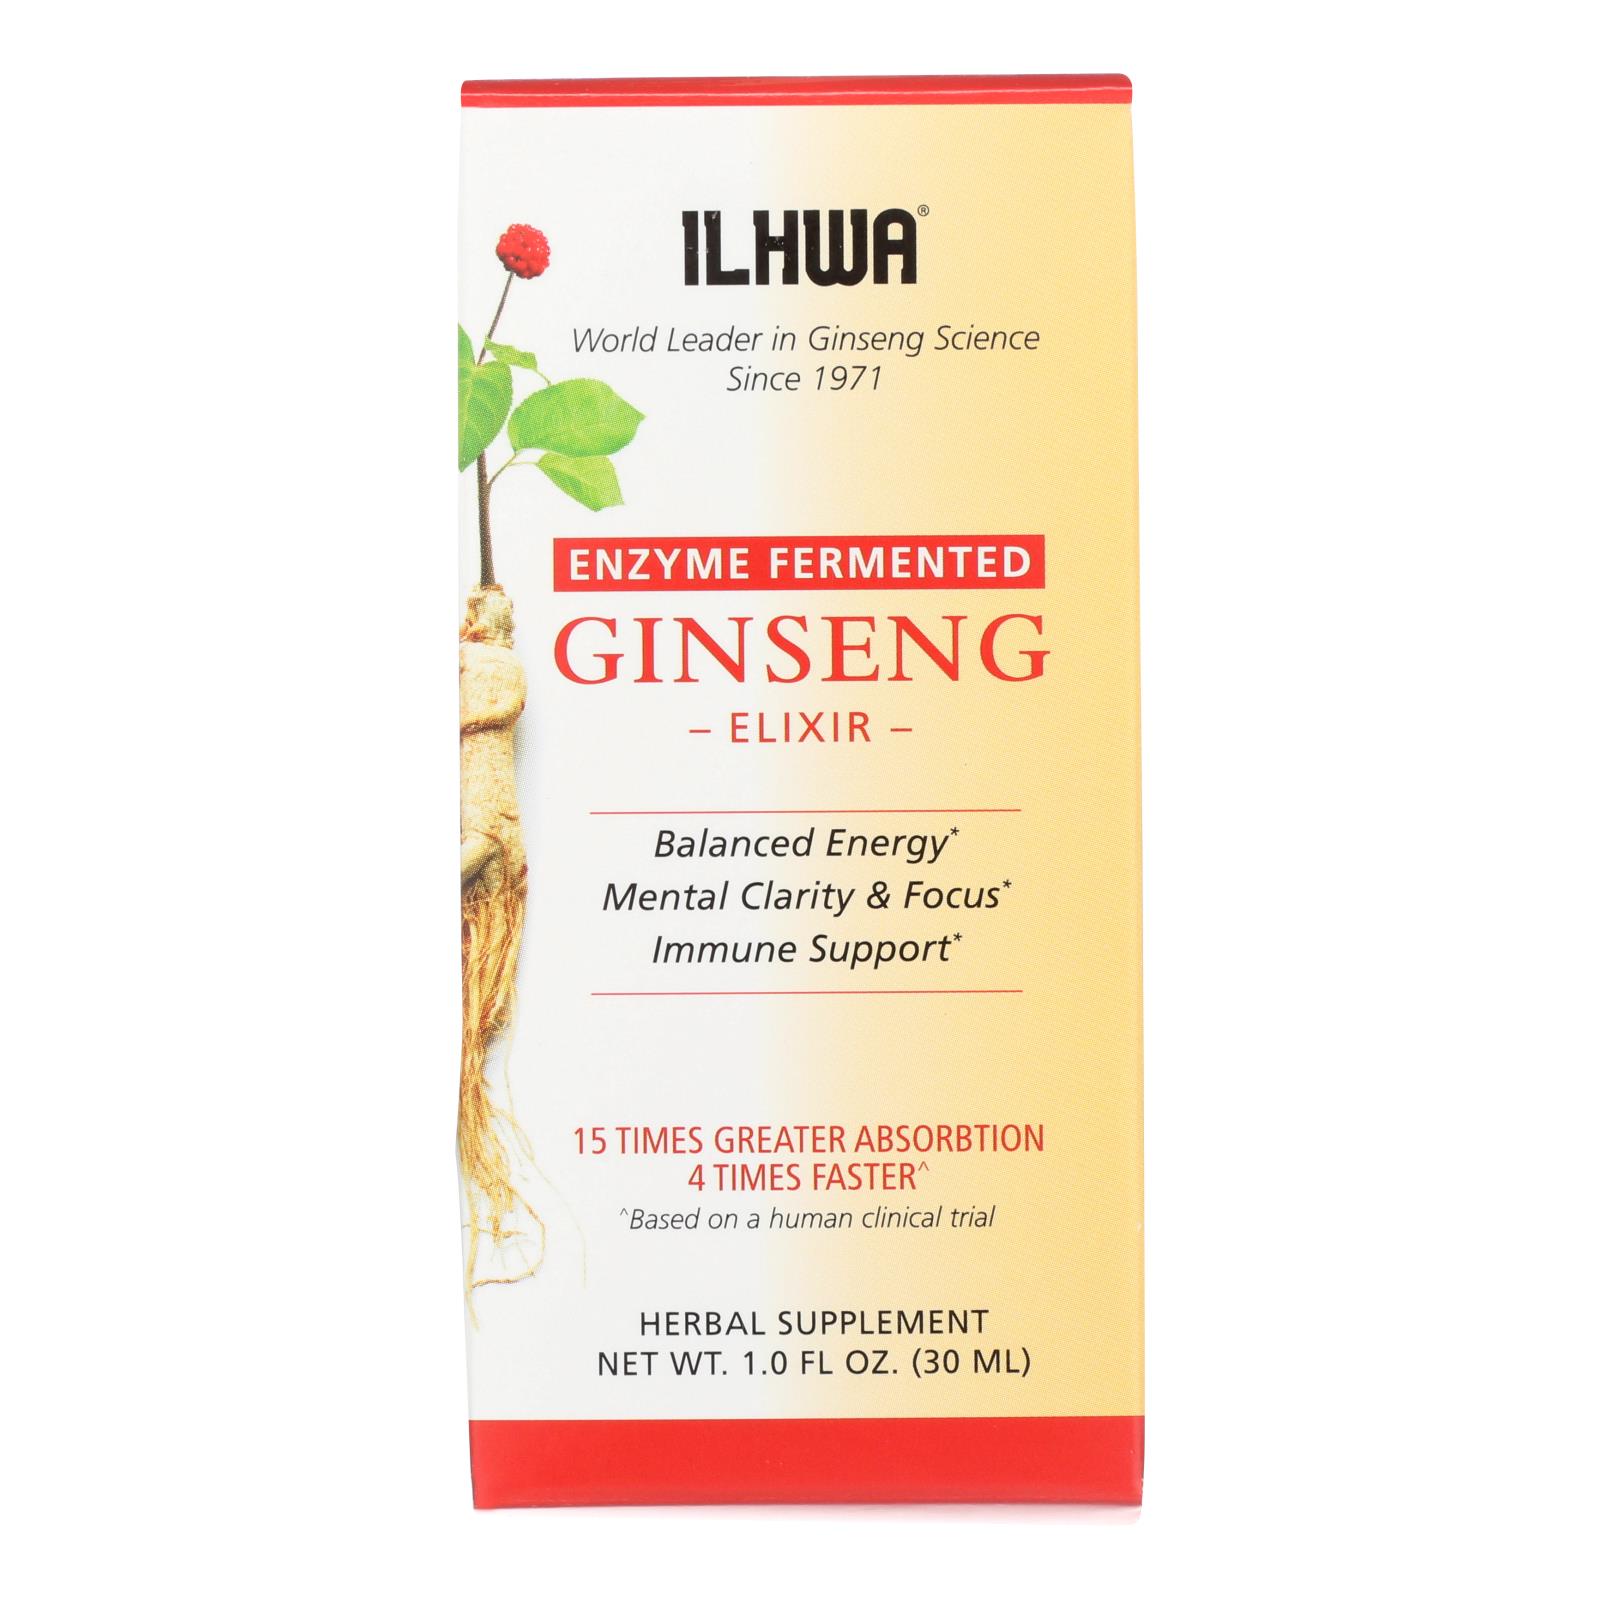 ILHWA®
World Leader in Ginseng Science
Since 1971
ENZYME FERMENTED
GINSENG
– ELIXIR –
Balanced Energy*
Mental Clarity & Focus*
Immune Support*
15 TIMES GREATER ABSORBTION
4 TIMES FASTER^
^Based on a human clinical trial
HERBAL SUPPLEMENT
NET WT. 1.0 FL OZ. (30 ML)